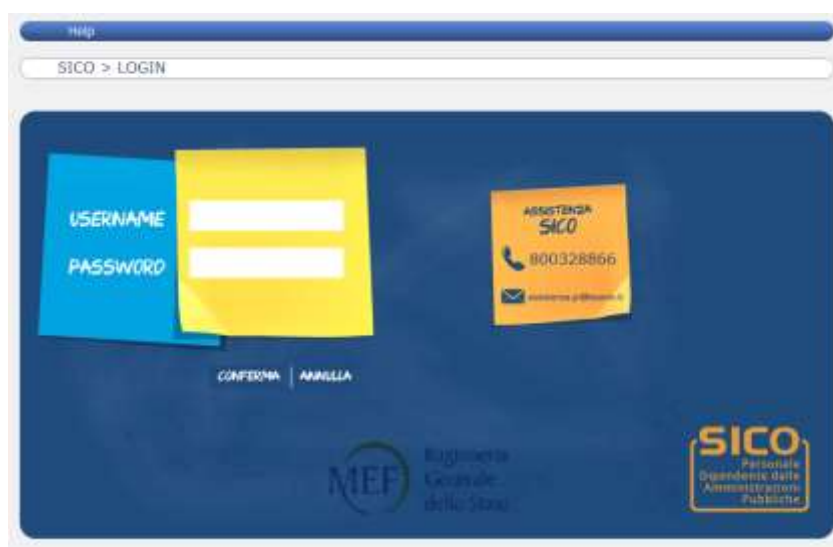 Help
SICO > LOGIN
USERNAME
PASSWORD
CONFERMA | ANNULLA
ASSISTENZA
SICO
800328866
MEF
Ragioneria
Generale
dello Stato
SICO
Personale
Dipendente dalle
Amministrazioni
Pubbliche